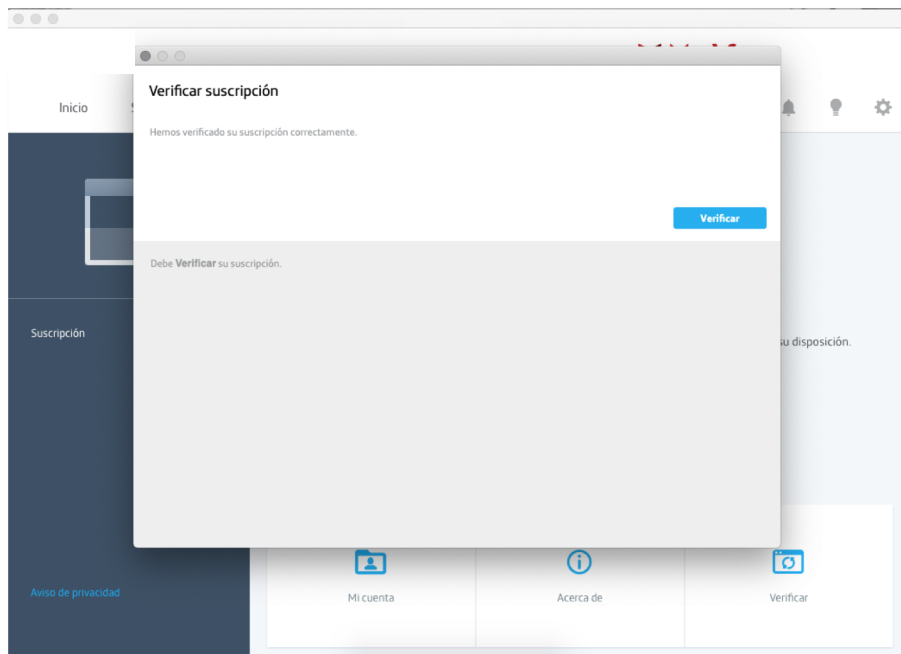 Verificar suscripción
Inicio
Hemos verificado su suscripción correctamente.
Verificar
Debe Verificar su suscripción.
Suscripción
su disposición.
Aviso de privacidad
Mi cuenta
Acerca de
Verificar